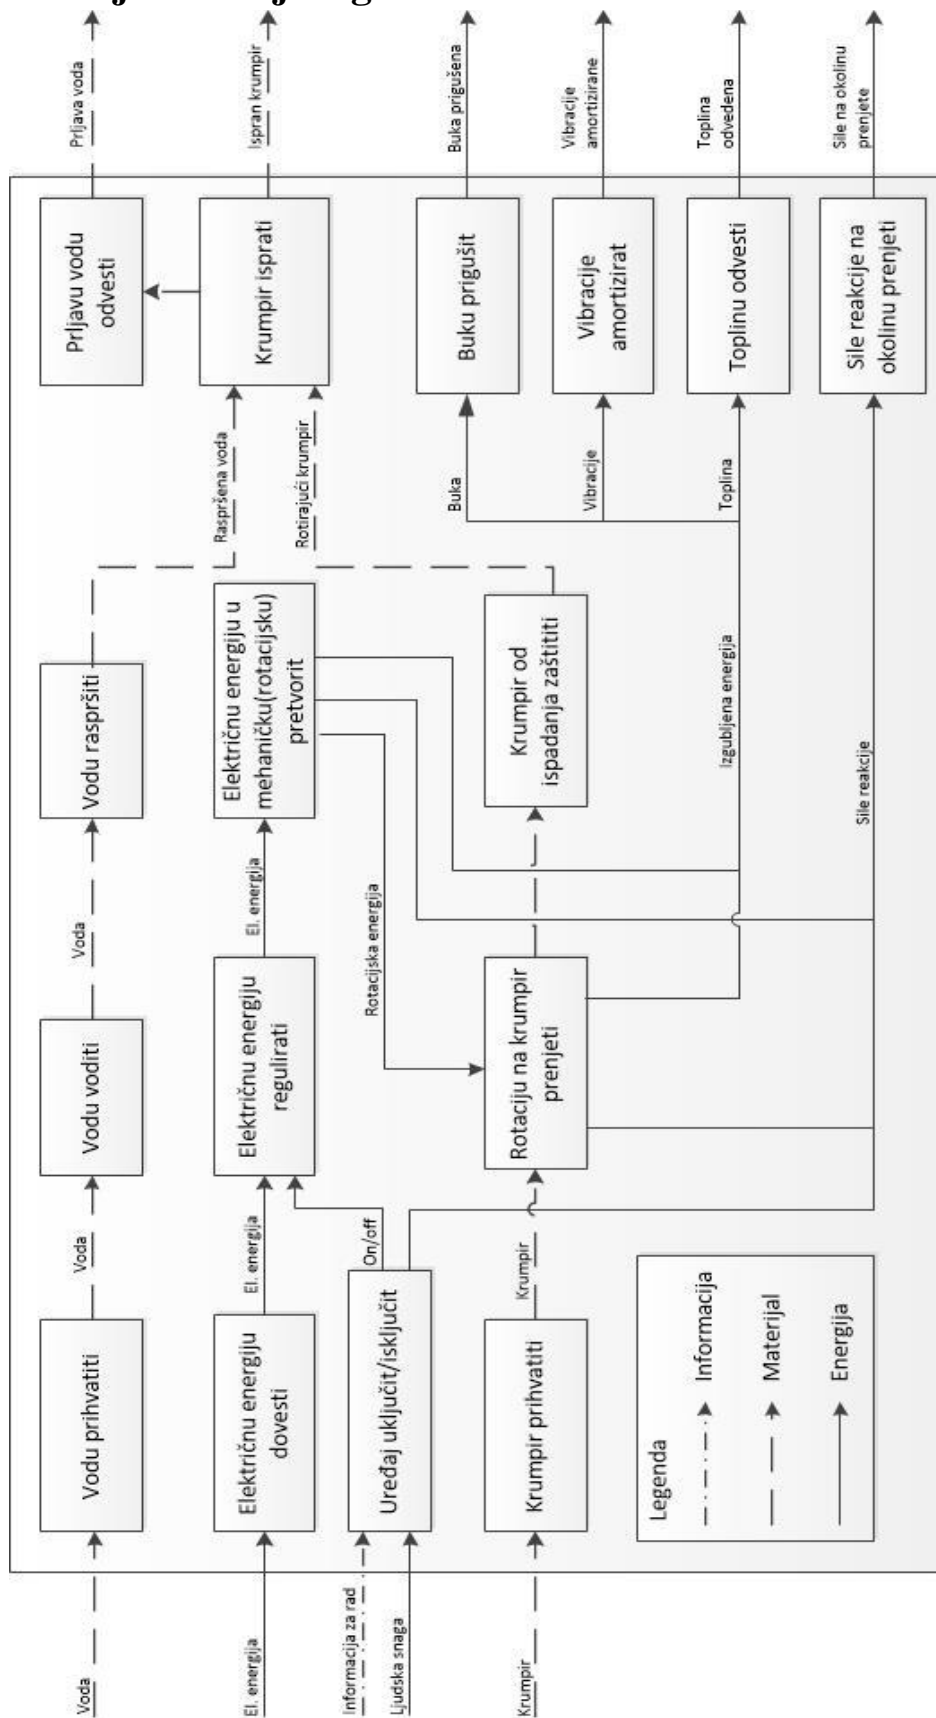 Voda
Vodu prihvatiti
Voda
Vodu voditi
Voda
Vodu raspršiti
Raspršena voda
Prljavu vodu
odvesti
Prljava voda
El. energija
Električnu energiju
dovesti
El. energija
Električnu energiju
regulirati
El. energija
Električnu energiju u
mehaničku(rotacijsku)
pretvorit
Rotirajući krumpir
Krumpir isprati
Ispran krumpir
Informacija za rad
Ljudska snaga
Uređaj uključit/isključit
On/off
Rotacijska energija
Krumpir
Krumpir prihvatiti
Krumpir
Rotaciju na krumpir
prenjeti
Krumpir od
ispadanja zaštititi
Buka
Buku prigušit
Buka prigušena
Vibracije
Vibracije
amortizirat
Vibracije
amortizirane
Izgubljena energija
Toplina
Toplinu odvesti
Toplina
odvedena
Sile reakcije
Sile reakcije na
okolinu prenjeti
Sile na okolinu
prenjete
Legenda
Informacija
Materijal
Energija